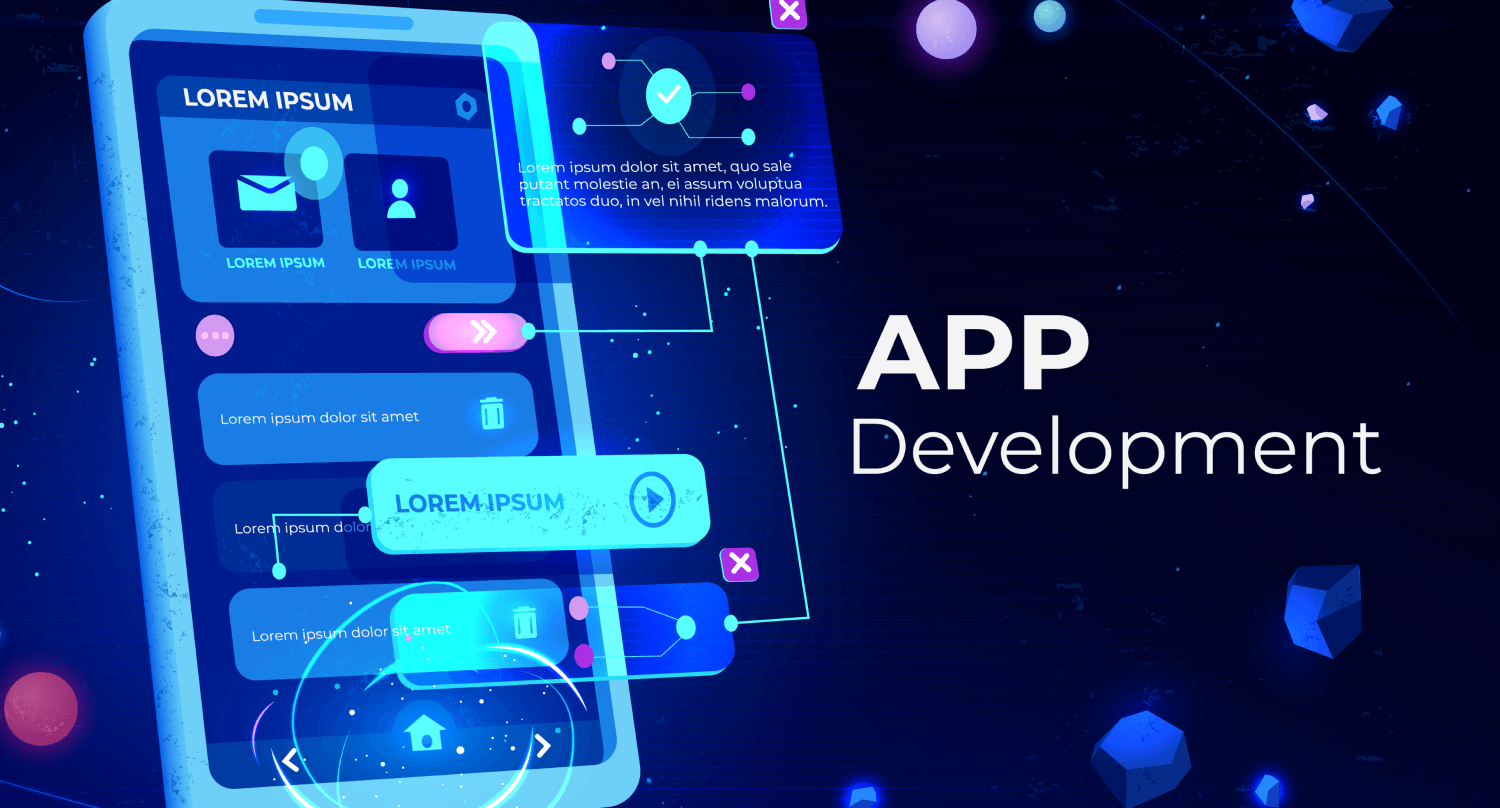 LOREM IPSUM
LOREM IPSUM
LOREM IPSUM
Lorem ipsum dolor sit amet, quo sale
putant molestie an, ei assum voluptua
tractatos duo, in vel nihil ridens malorum.
Lorem ipsum dolor sit amet
LOREM IPSUM
Lorem ipsum dolor
Lorem ipsum dolor sit amet
APP
Development